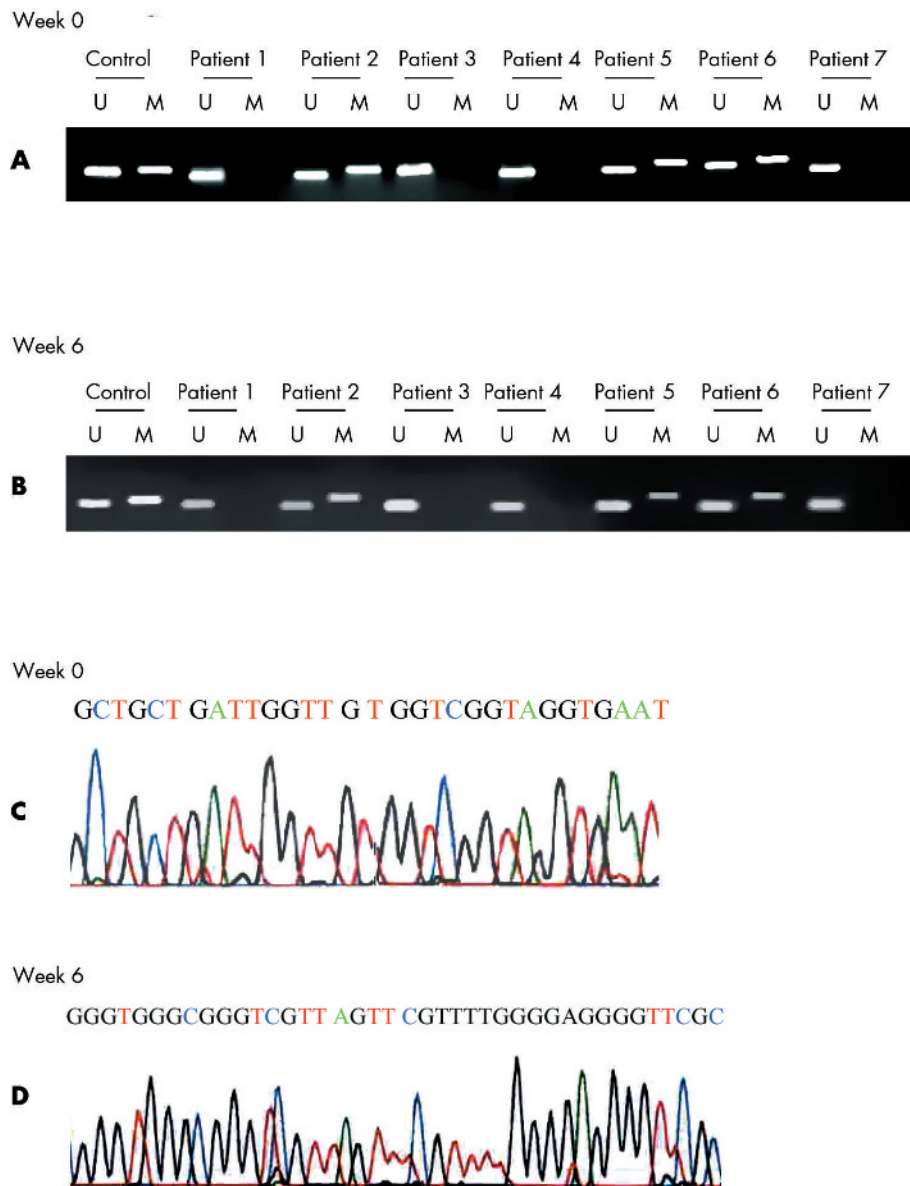 Week 0
Control Patient 1 Patient 2 Patient 3 Patient 4 Patient 5 Patient 6 Patient 7
U M U M U M U M U M U M U M U M
A
Week 6
Control Patient 1 Patient 2 Patient 3 Patient 4 Patient 5 Patient 6 Patient 7
U M U M U M U M U M U M U M U M
B
Week 0
GCTGCT GATTGGTT G T GGTCGGTAGGTGAAT
C
Week 6
GGGTGGGCGGGTCGTT AGTT CGTTTTGGGGAGGGGTTCGC
D